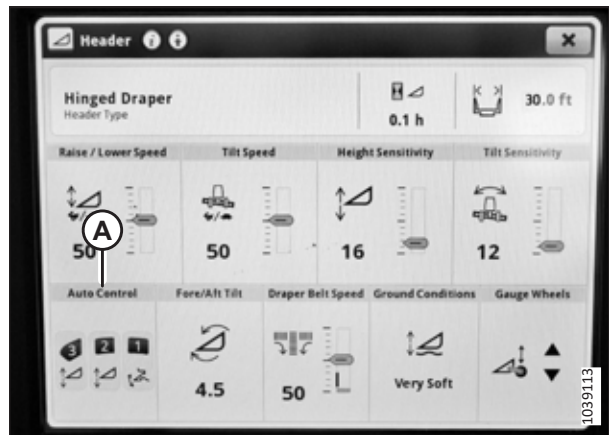 Header
Hinged Draper
Header Type
0.1 h
30.0 ft
Raise / Lower Speed
Tilt Speed
Height Sensitivity
Tilt Sensitivity
50
50
16
12
A
Auto Control
Fore/Aft Tilt
Draper Belt Speed
Ground Conditions
Gauge Wheels
3 2 1
4.5
50
Very Soft
1039113